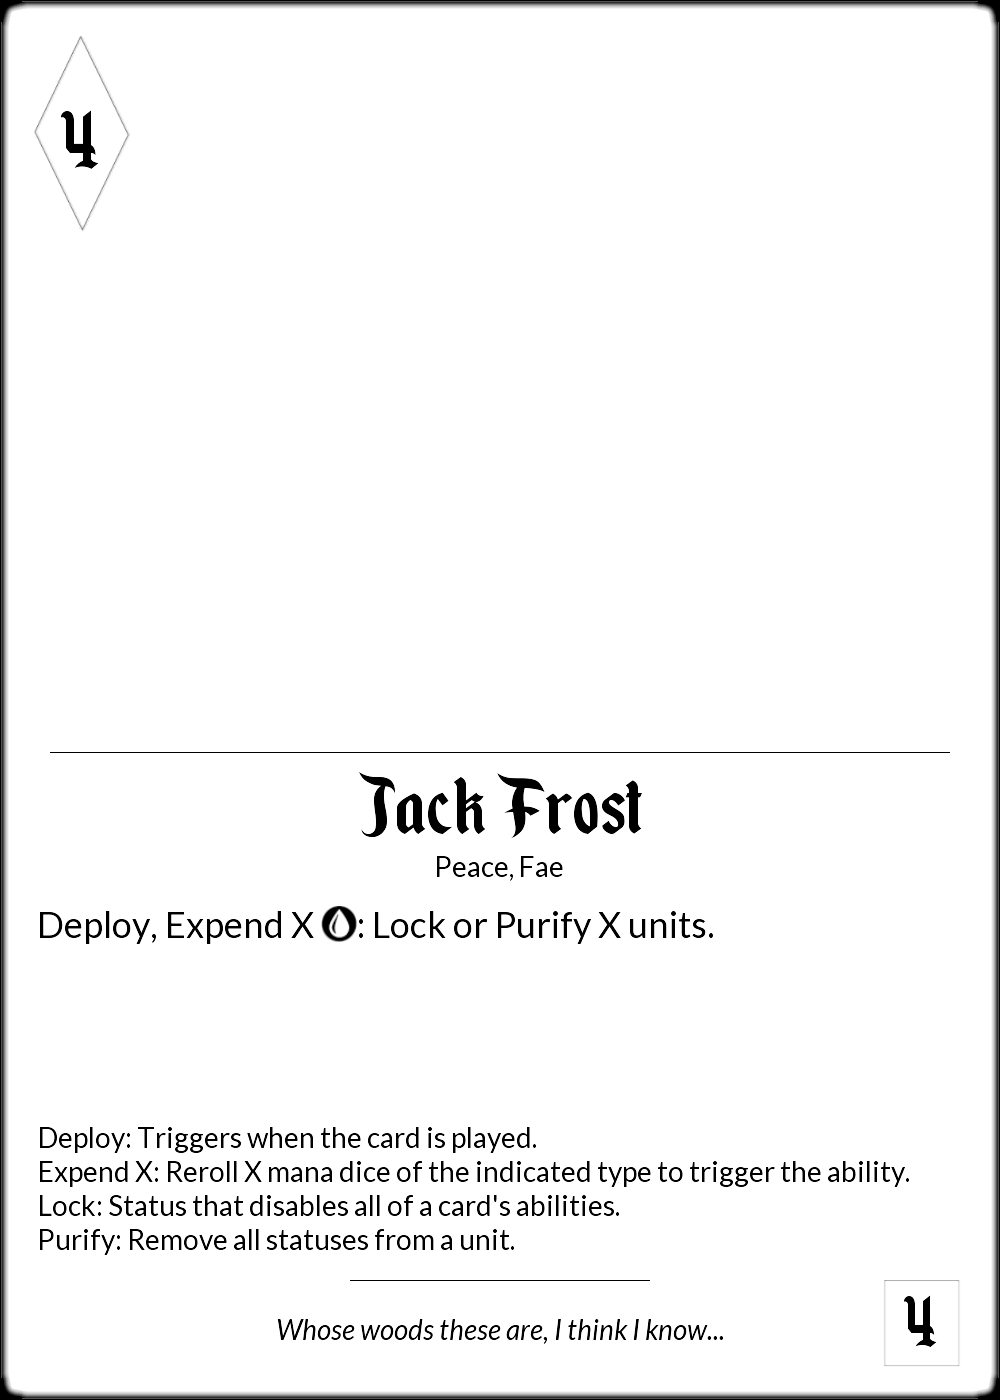 4
Jack Frost
Peace, Fae
Deploy, Expend X : Lock or Purify X units.
Deploy: Triggers when the card is played.
Expend X: Reroll X mana dice of the indicated type to trigger the ability.
Lock: Status that disables all of a card's abilities.
Purify: Remove all statuses from a unit.
Whose woods these are, I think I know...
4